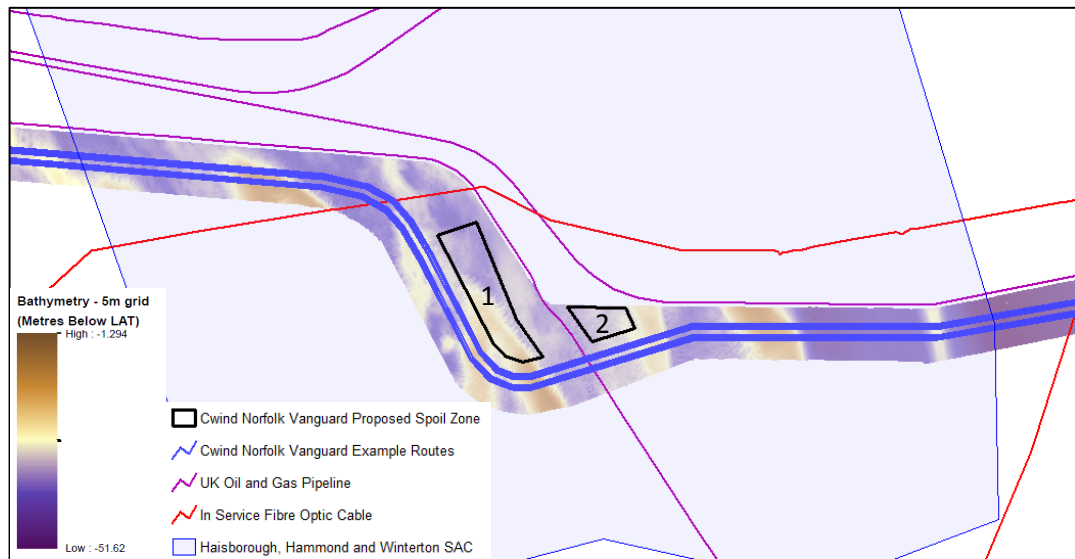 1
2
Bathymetry - 5m grid
(Metres Below LAT)
High : -1.294
Low : -51.62
Cwind Norfolk Vanguard Proposed Spoil Zone
Cwind Norfolk Vanguard Example Routes
UK Oil and Gas Pipeline
In Service Fibre Optic Cable
Haisborough, Hammond and Winterton SAC